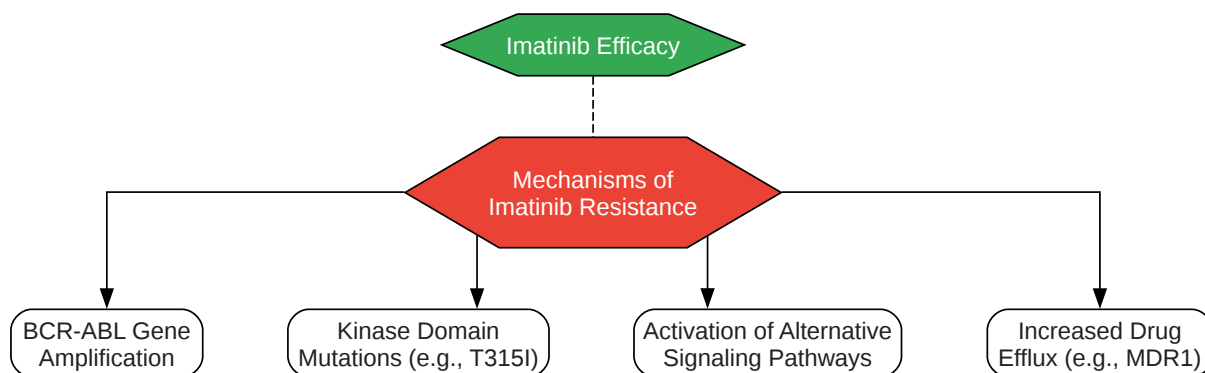 Imatinib Efficacy
Mechanisms of
Imatinib Resistance
BCR-ABL Gene
Amplification
Kinase Domain
Mutations (e.g., T315I)
Activation of Alternative
Signaling Pathways
Increased Drug
Efflux (e.g., MDR1)